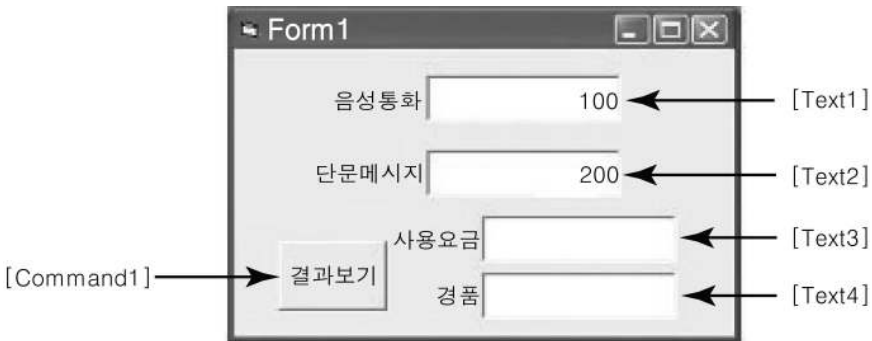 Form1
음성통화 100 [Text1]
단문메시지 200 [Text2]
사용요금 [Text3]
[Command1] 결과보기
경품 [Text4]